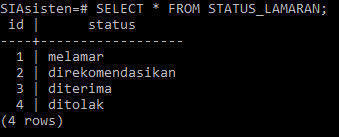 SIAsisten=# SELECT * FROM STATUS_LAMARAN;
 id |     status
----+-----------------
  1 | melamar
  2 | direkomendasikan
  3 | diterima
  4 | ditolak
(4 rows)